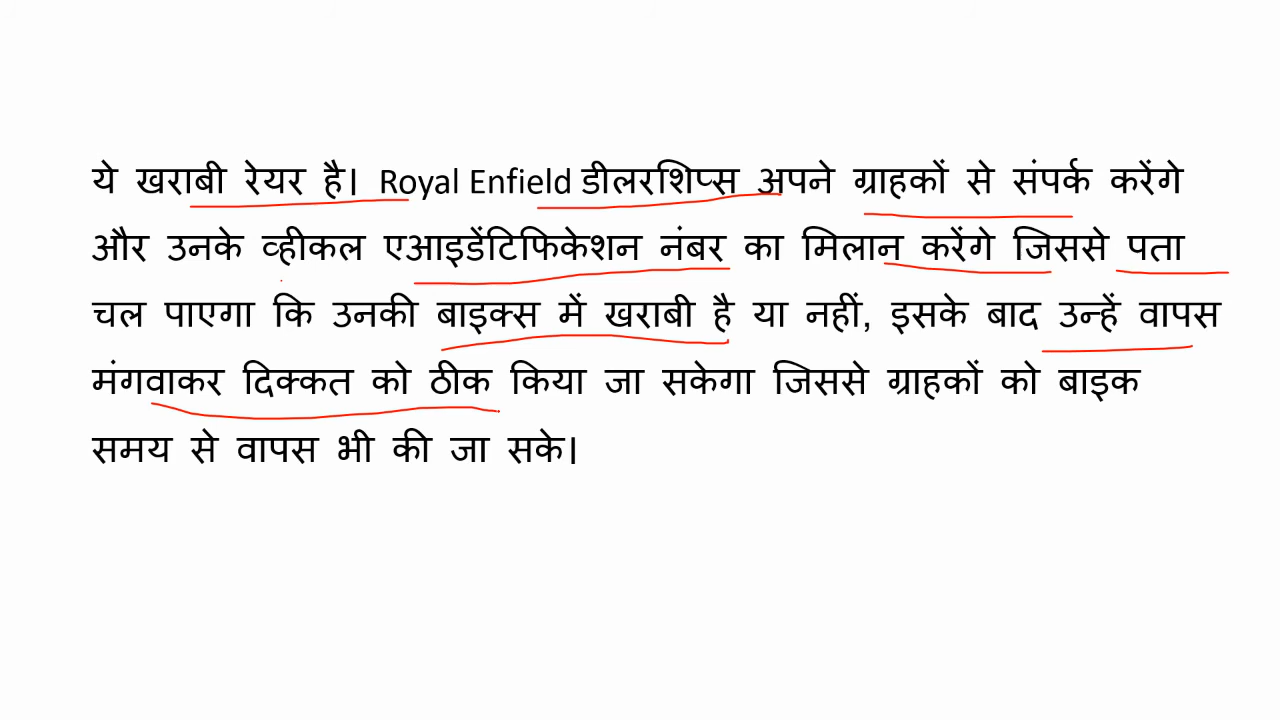 ये खराबी रेयर है। Royal Enfield डीलरशिप्स अपने ग्राहकों से संपर्क करेंगे
और उनके व्हीकल एआइडेंटिफिकेशन नंबर का मिलान करेंगे जिससे पता
चल पाएगा कि उनकी बाइक्स में खराबी है या नहीं, इसके बाद उन्हें वापस
मंगवाकर दिक्कत को ठीक किया जा सकेगा जिससे ग्राहकों को बाइक
समय से वापस भी की जा सके।